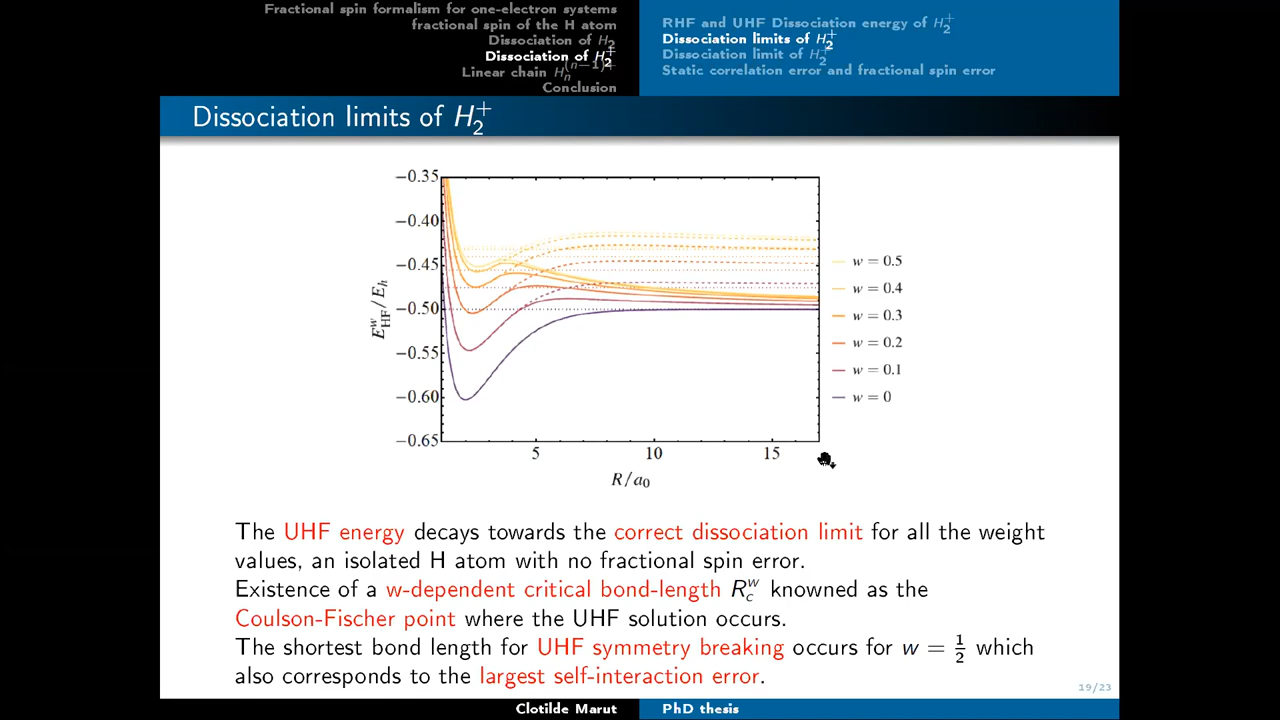 Fractional spin formalism for one-electron systems
fractional spin of the H atom
Dissociation of H2
Dissociation of H2+
Linear chain Hn(n−1)+
Conclusion
RHF and UHF Dissociation energy of H2+
Dissociation limits of H2+
Dissociation limit of H2+
Static correlation error and fractional spin error
Dissociation limits of H2+
−0.35
−0.40
−0.45
−0.50
−0.55
−0.60
−0.65
E^w_HF / E_h
5
10
15
R/a0
w = 0.5
w = 0.4
w = 0.3
w = 0.2
w = 0.1
w = 0
The UHF energy decays towards the correct dissociation limit for all the weight
values, an isolated H atom with no fractional spin error.
Existence of a w-dependent critical bond-length R^w_c knowned as the
Coulson-Fischer point where the UHF solution occurs.
The shortest bond length for UHF symmetry breaking occurs for w = 1/2 which
also corresponds to the largest self-interaction error.
19/23
Clotilde Marut
PhD thesis